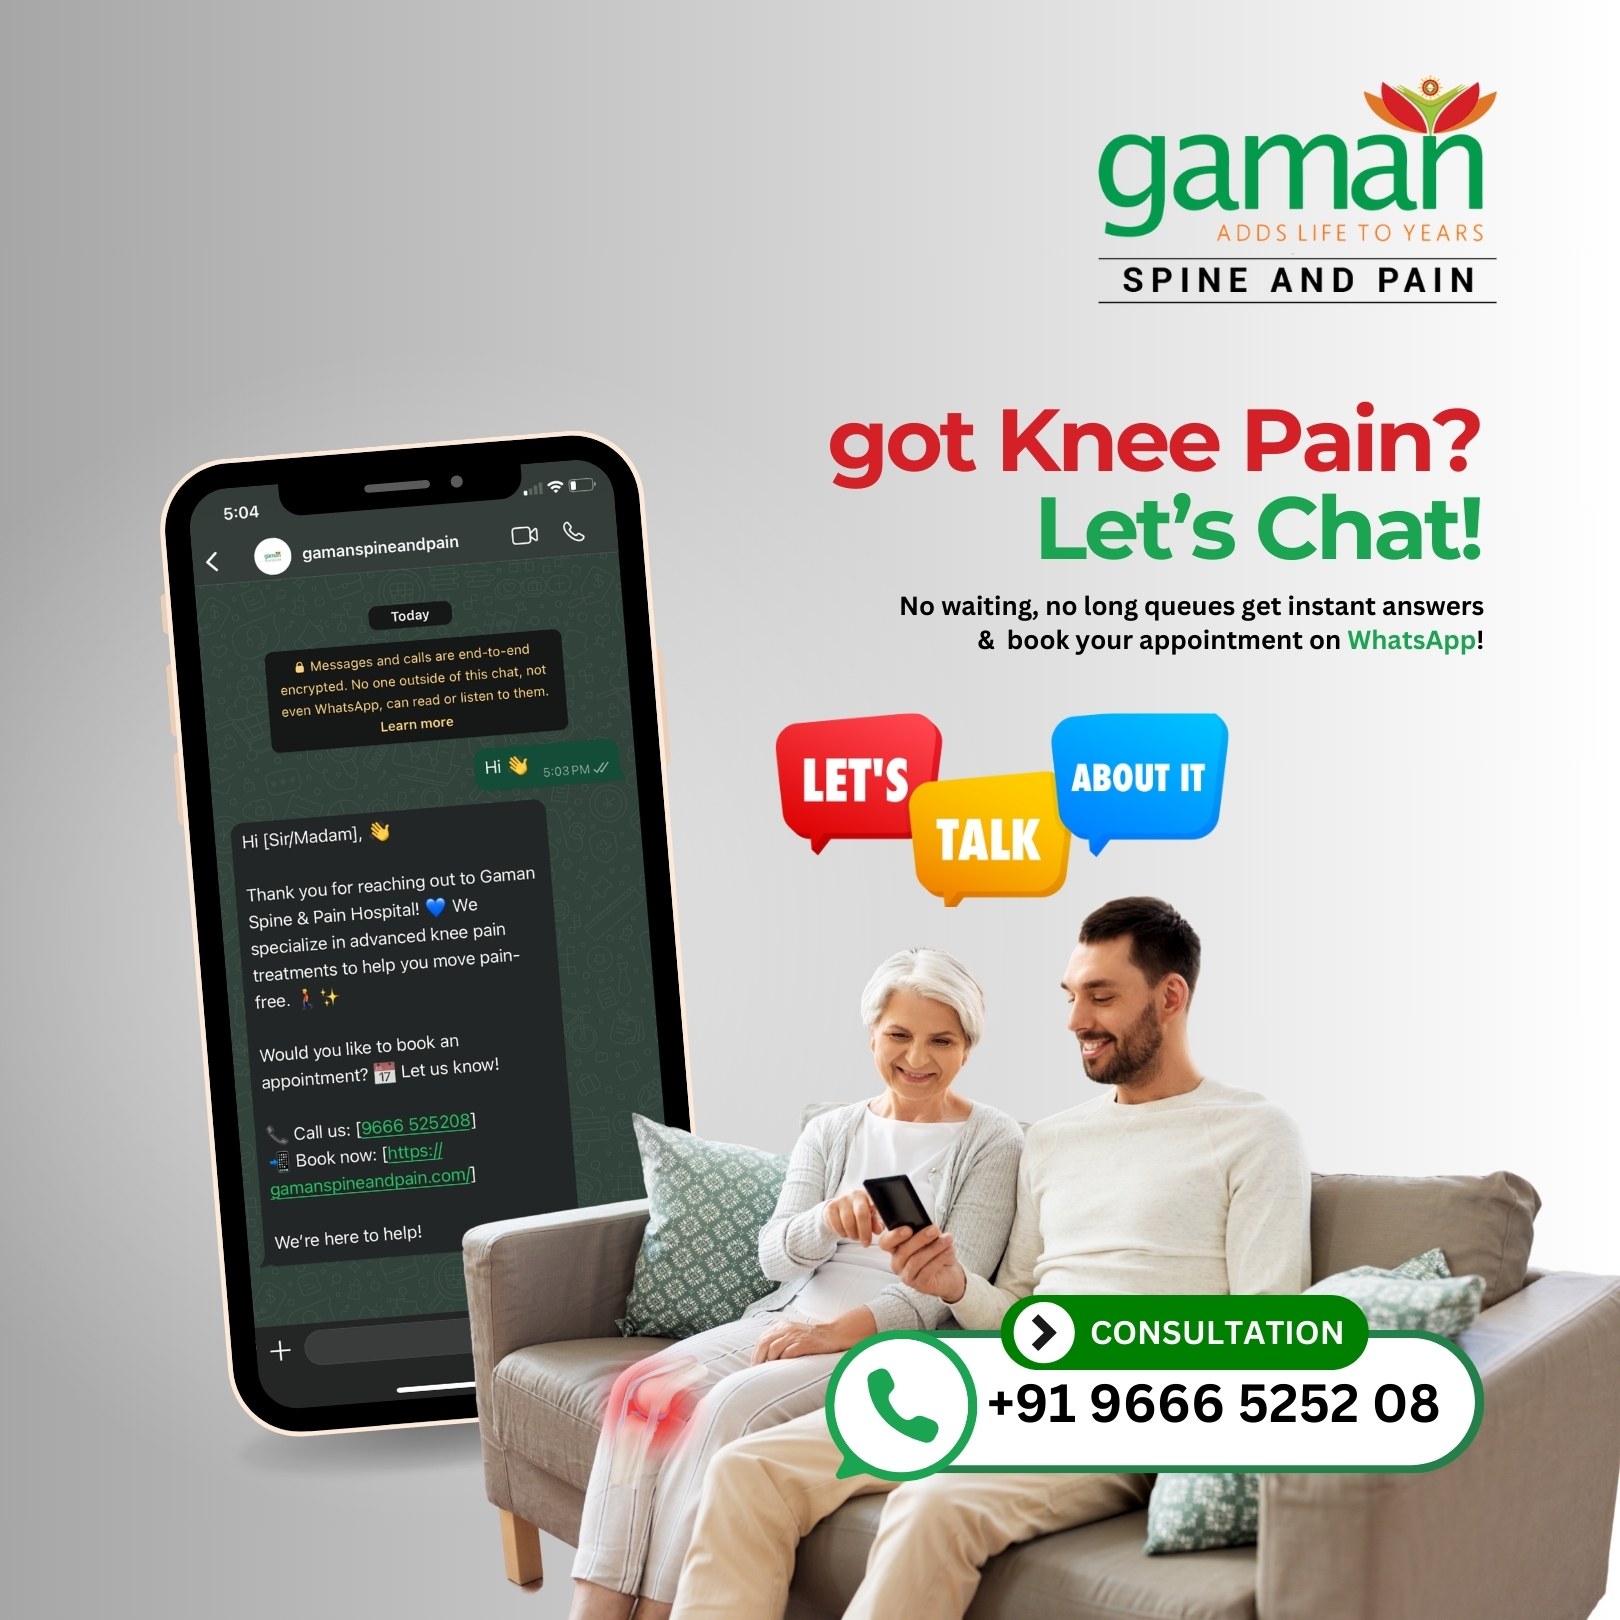 gaman
ADDS LIFE TO YEARS
SPINE AND PAIN
got Knee Pain?
Let’s Chat!
No waiting, no long queues get instant answers
& book your appointment on WhatsApp!
LET'S
TALK
ABOUT IT
5:04
gamanspineandpain
Today
🔒 Messages and calls are end-to-end
encrypted. No one outside of this chat, not
even WhatsApp, can read or listen to them.
Learn more
Hi 👋 5:03 PM
Hi [Sir/Madam], 👋
Thank you for reaching out to Gaman
Spine & Pain Hospital! 💙 We
specialize in advanced knee pain
treatments to help you move pain-
free. 🚶‍♂️✨
Would you like to book an
appointment? 📅 Let us know!
📞 Call us: [9666 525208]
📲 Book now: [https://
gamanspineandpain.com/]
We’re here to help!
CONSULTATION
+91 9666 5252 08